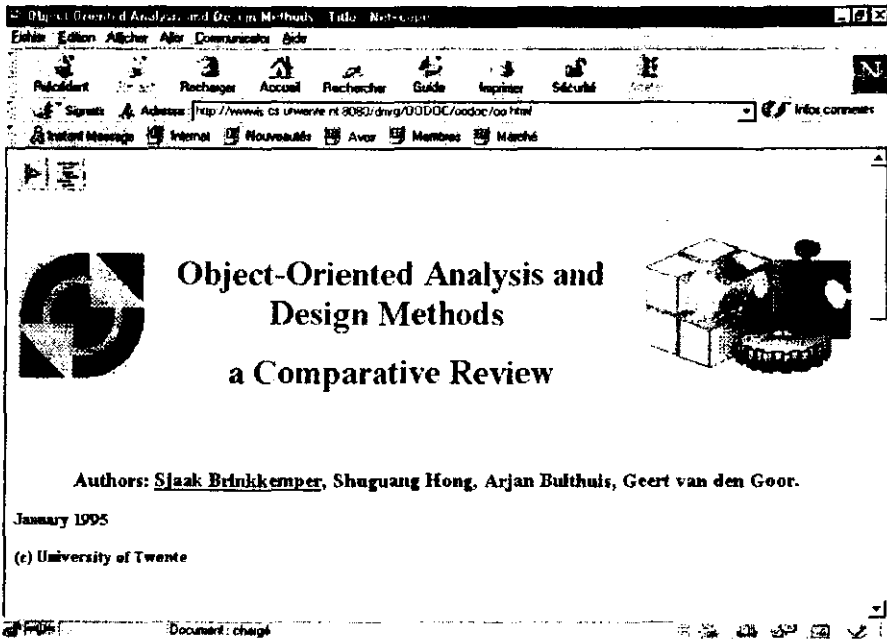 Object Oriented Analysis and Design Methods Title Netscape
Fichier Edition Afficher Aller Communicator Aide
Précédent Recharger Accueil Rechercher Guide Imprimer Sécurité
Signets Adresse : http://wwwis.cs.utwente.nl:8080/dmrg/OODOC/oodoc/oo.html Infos connexes
Instant Message Internet Nouveautés Membres Marché
Object-Oriented Analysis and
Design Methods
a Comparative Review
Authors: Sjaak Brinkkemper, Shuguang Hong, Arjan Bulthuis, Geert van den Goor.
January 1995
(c) University of Twente
Document : chargé